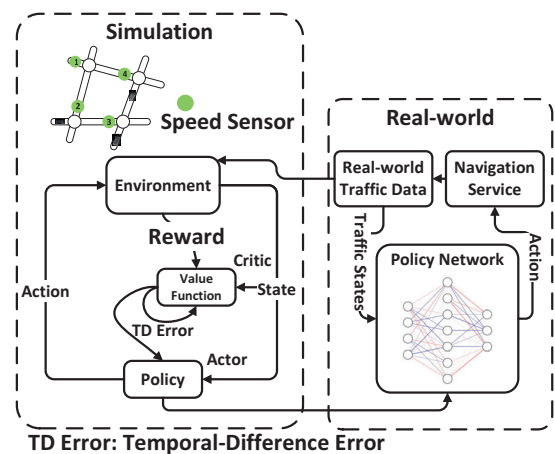 Simulation
1
4
2
3
Speed Sensor
Real-world
Environment
Real-world
Traffic Data
Navigation
Service
Reward
Critic
Traffic States
Action
Policy Network
Action
Value
Function
State
TD Error
Actor
Policy
TD Error: Temporal-Difference Error